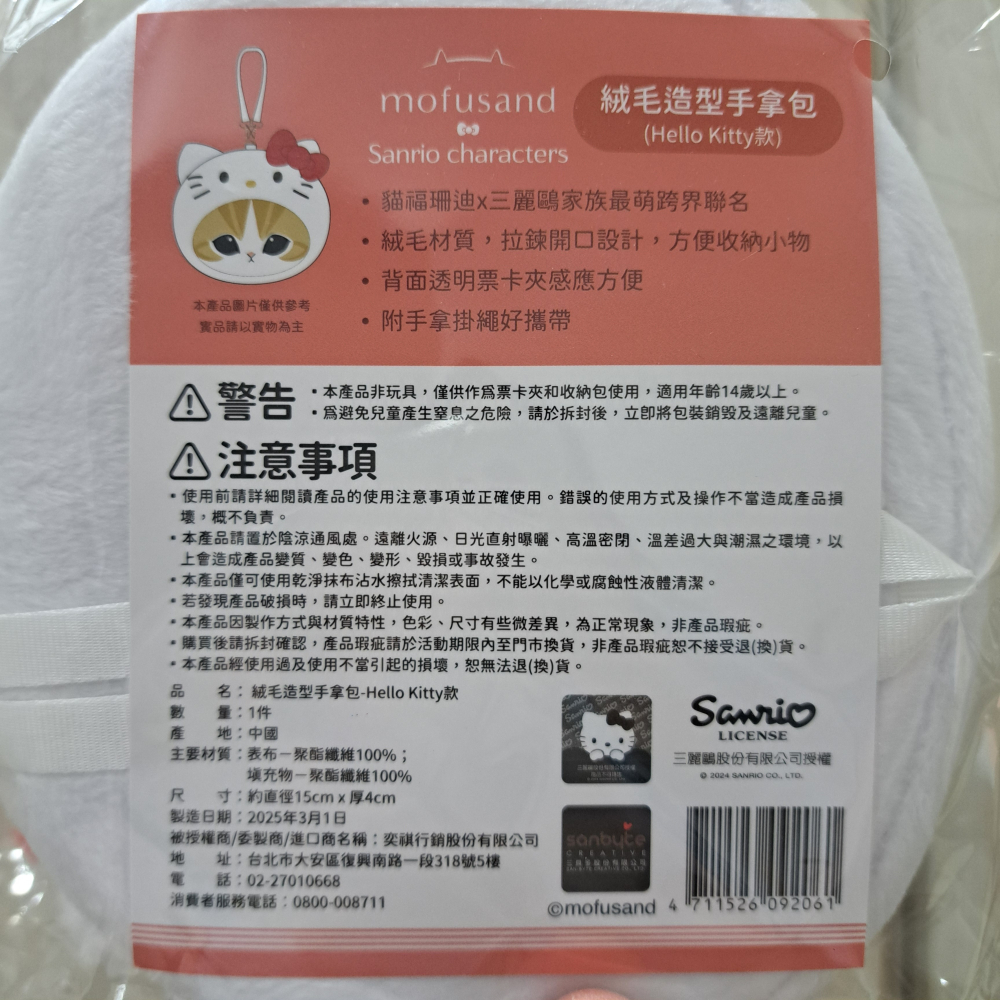 mofusand
Sanrio characters
絨毛造型手拿包
(Hello Kitty款)
• 貓福珊迪x三麗鷗家族最萌跨界聯名
• 絨毛材質，拉鍊開口設計，方便收納小物
• 背面透明票卡夾感應方便
• 附手拿掛繩好攜帶
本產品圖片僅供參考
實品請以實物為主
警告
• 本產品非玩具，僅供作為票卡夾和收納包使用，適用年齡14歲以上。
• 為避免兒童產生窒息之危險，請於拆封後，立即將包裝銷毀及遠離兒童。
注意事項
• 使用前請詳細閱讀產品的使用注意事項並正確使用。錯誤的使用方式及操作不當造成產品損
壞，概不負責。
• 本產品請置於陰涼通風處。遠離火源、日光直射曝曬、高溫密閉、溫差過大與潮濕之環境，以
上會造成產品變質、變色、變形、毀損或事故發生。
• 本產品僅可使用乾淨抹布沾水擦拭清潔表面，不能以化學或腐蝕性液體清潔。
• 若發現產品破損時，請立即終止使用。
• 本產品因製作方式與材質特性，色彩、尺寸有些微差異，為正常現象，非產品瑕疵。
• 購買後請拆封確認，產品瑕疵請於活動期限內至門市換貨，非產品瑕疵恕不接受退(換)貨。
• 本產品經使用過及使用不當引起的損壞，恕無法退(換)貨。
品 名：絨毛造型手拿包-Hello Kitty款
數 量：1件
產 地：中國
主要材質：表布－聚酯纖維100%；
填充物－聚酯纖維100%
尺 寸：約直徑15cm x 厚4cm
製造日期：2025年3月1日
被授權商/委製商/進口商名稱：奕祺行銷股份有限公司
地 址：台北市大安區復興南路一段318號5樓
電 話：02-27010668
消費者服務電話：0800-008711
Sanrio
LICENSE
三麗鷗股份有限公司授權
© 2024 SANRIO CO., LTD.
sanbyte
CREATIVE
©mofusand
4 711526 092061